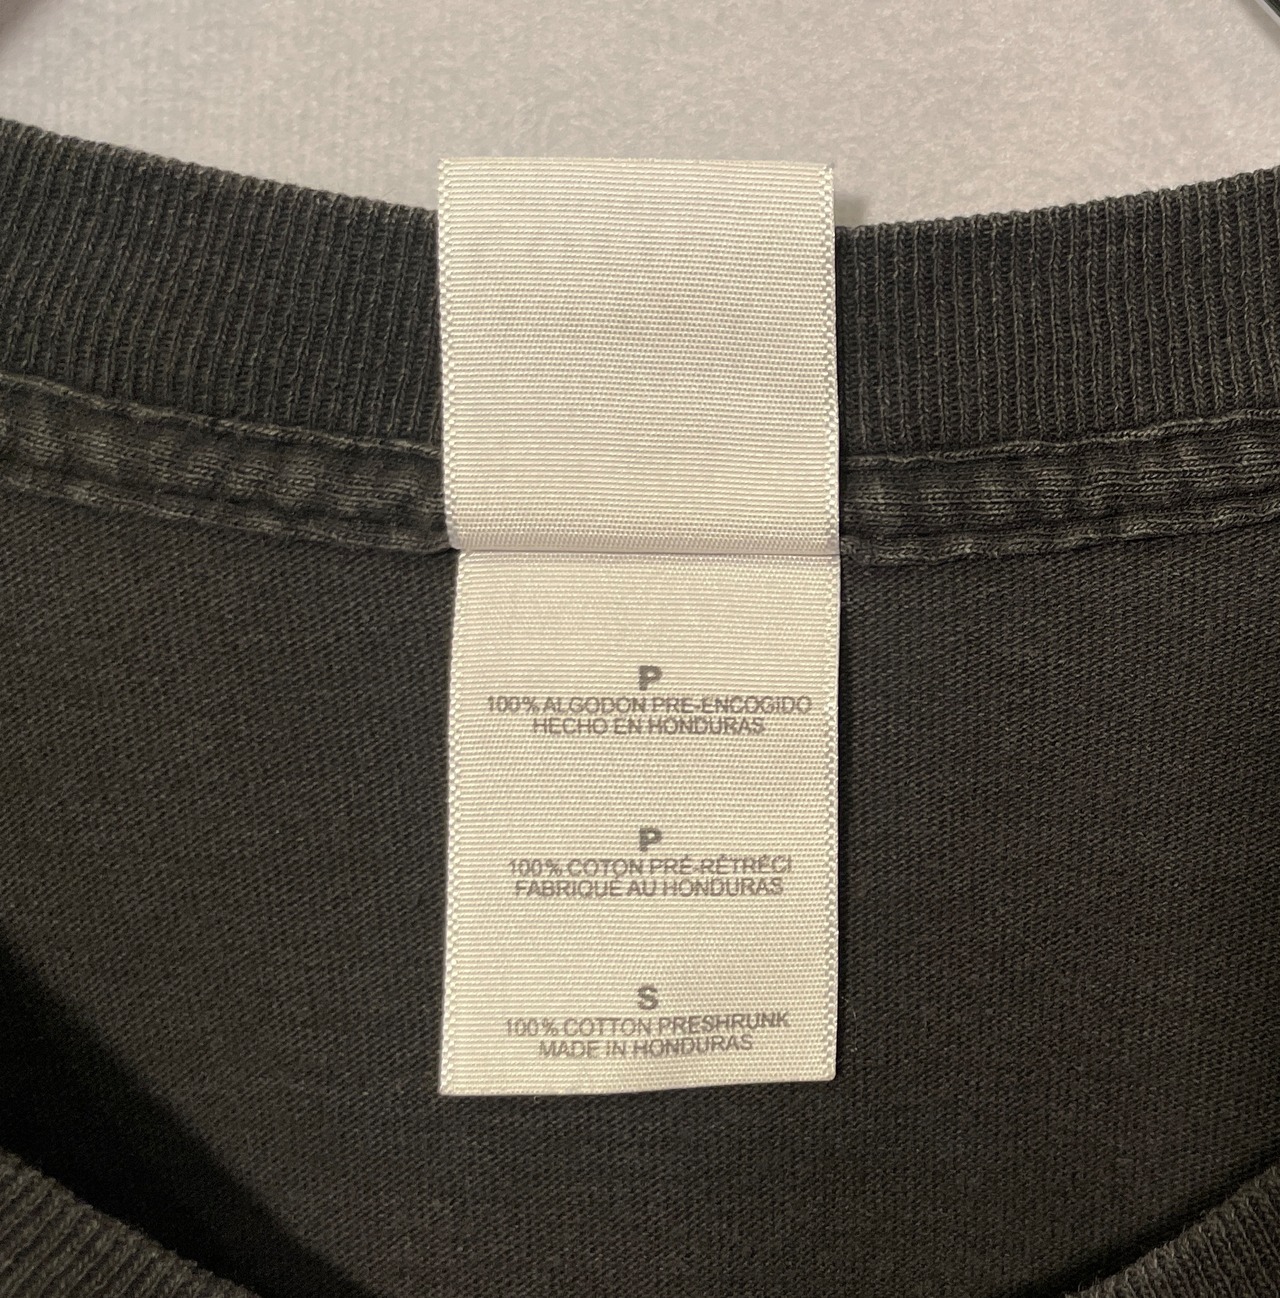 P
100% ALGODON PRE-ENCOGIDO
HECHO EN HONDURAS
P
100% COTON PRÉ-RÉTRÉCI
FABRIQUÉ AU HONDURAS
S
100% COTTON PRESHRUNK
MADE IN HONDURAS